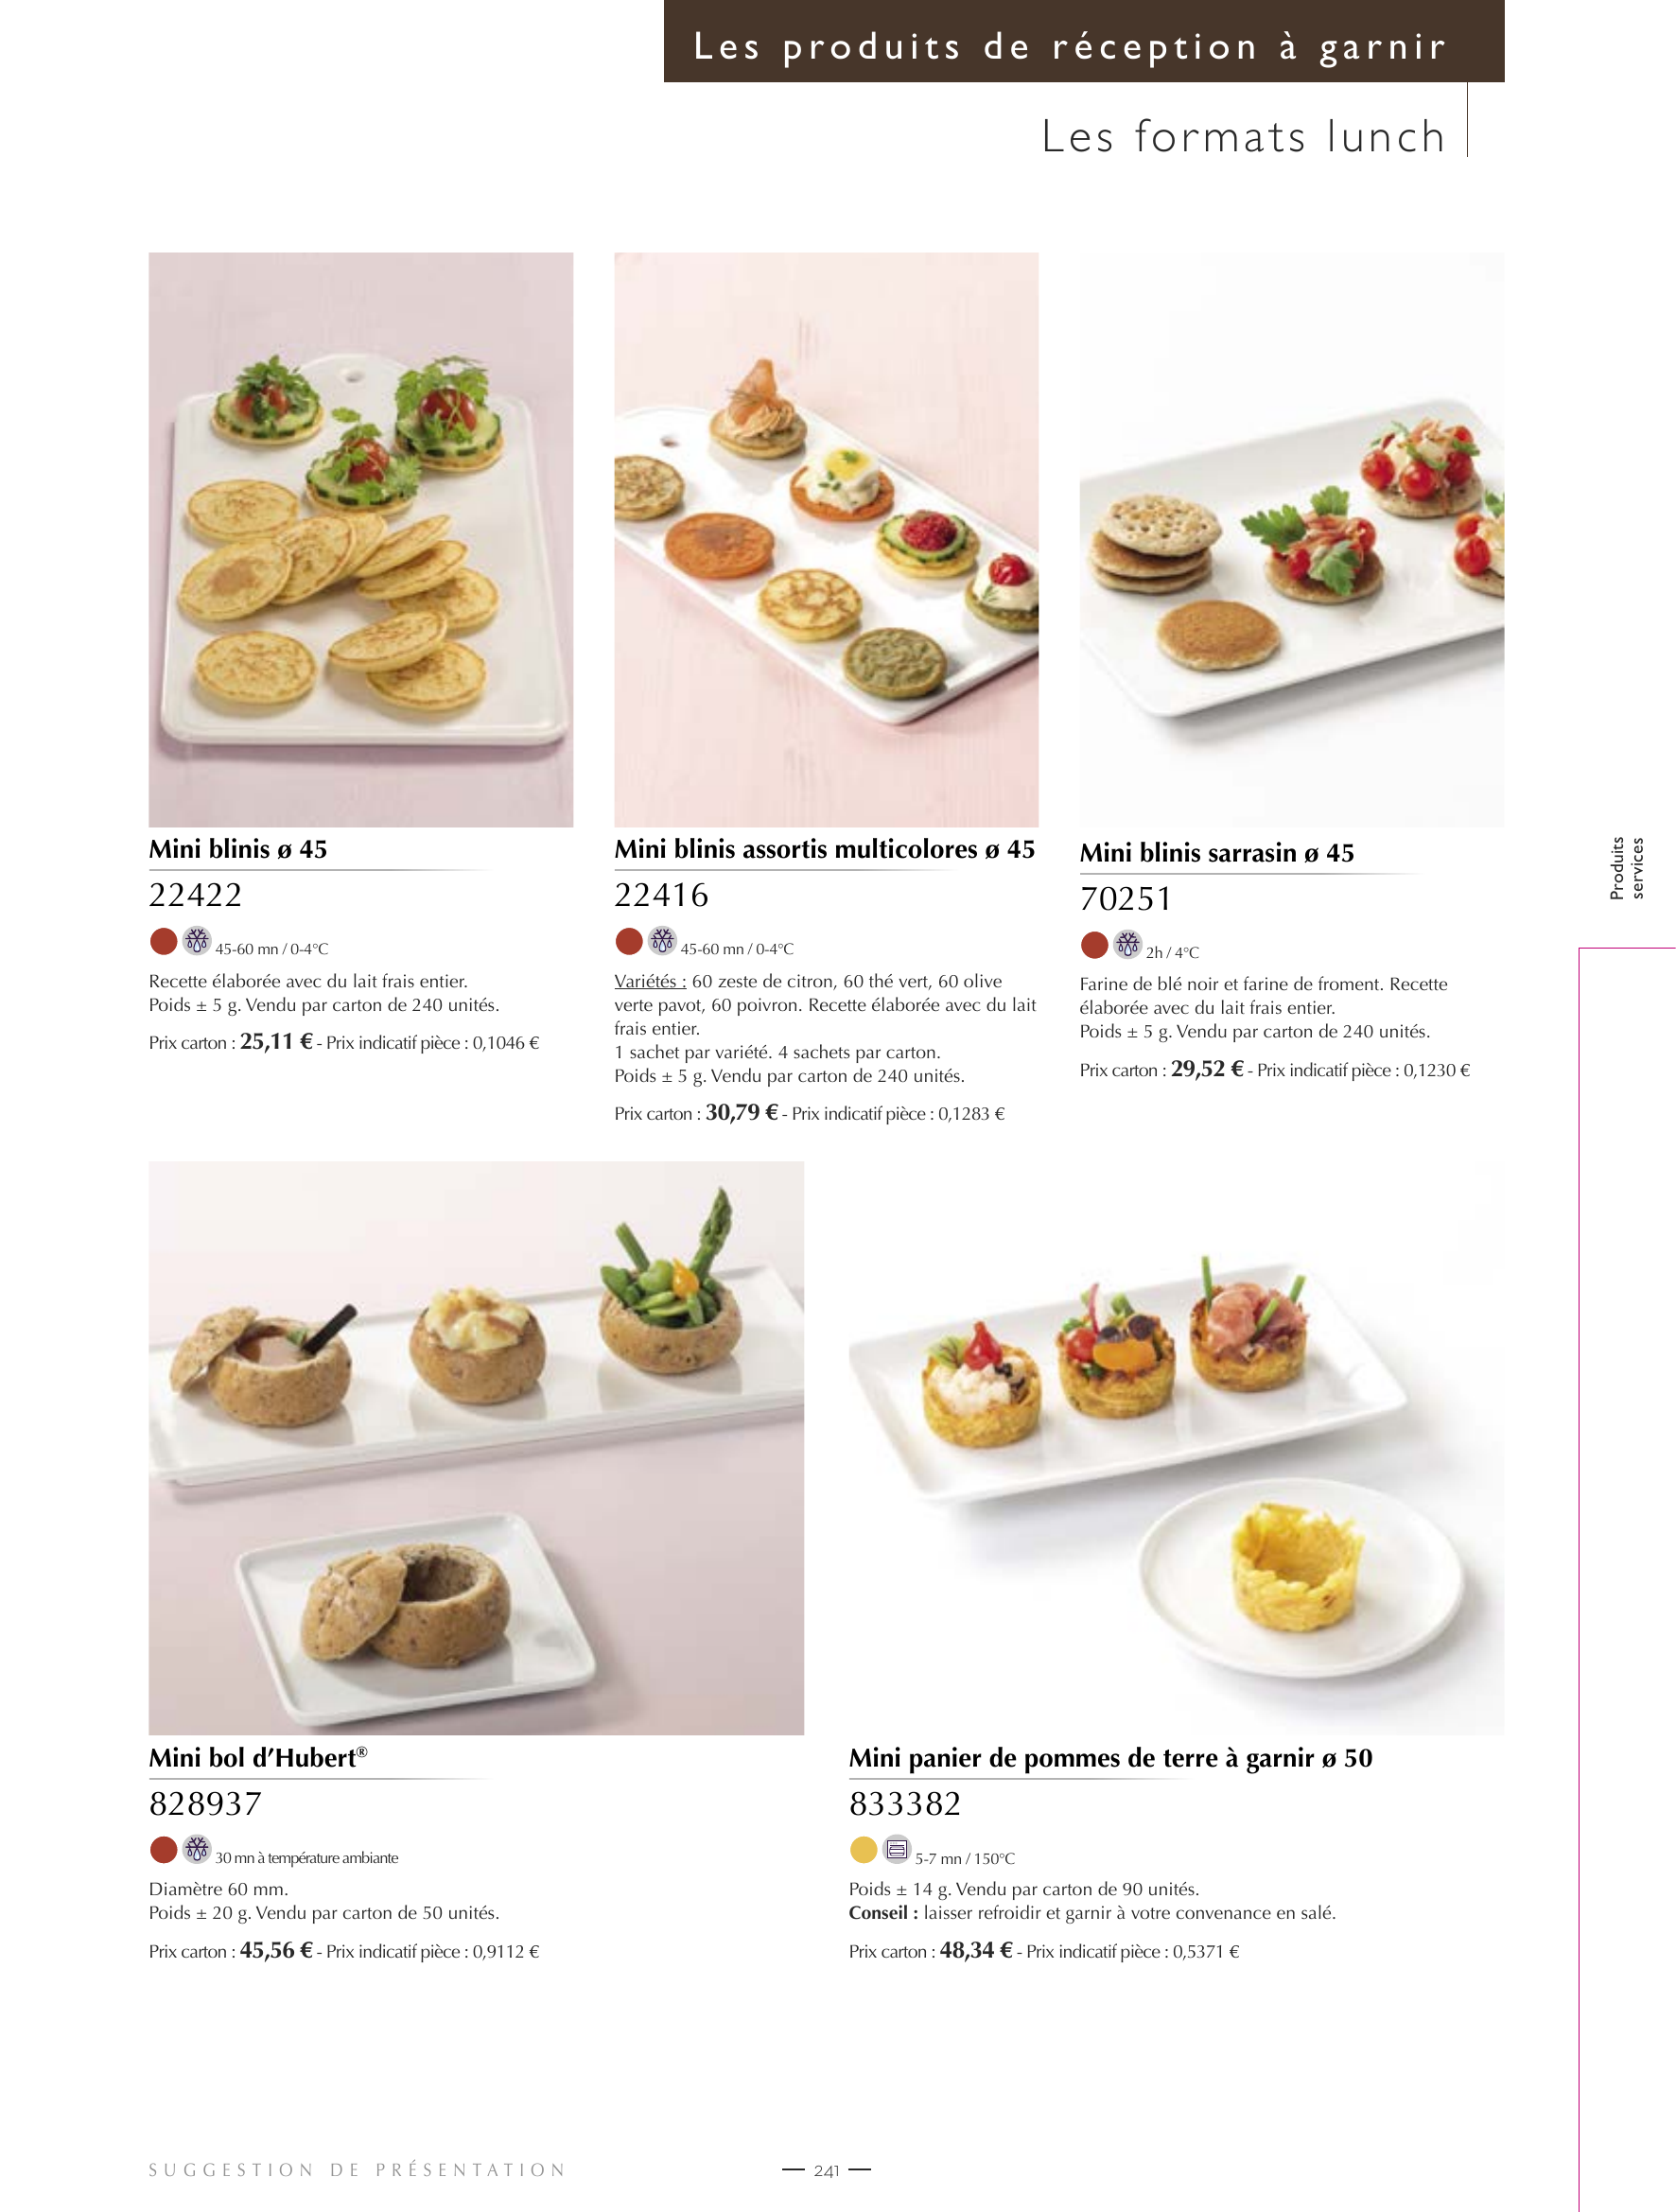 Les produits de réception à garnir
Les formats lunch
Mini blinis ø 45
22422
45-60 mn / 0-4°C
Recette élaborée avec du lait frais entier.
Poids ± 5 g. Vendu par carton de 240 unités.
Prix carton : 25,11 € - Prix indicatif pièce : 0,1046 €
Mini blinis assortis multicolores ø 45
22416
45-60 mn / 0-4°C
Variétés : 60 zeste de citron, 60 thé vert, 60 olive
verte pavot, 60 poivron. Recette élaborée avec du lait
frais entier.
1 sachet par variété. 4 sachets par carton.
Poids ± 5 g. Vendu par carton de 240 unités.
Prix carton : 30,79 € - Prix indicatif pièce : 0,1283 €
Mini blinis sarrasin ø 45
70251
2h / 4°C
Farine de blé noir et farine de froment. Recette
élaborée avec du lait frais entier.
Poids ± 5 g. Vendu par carton de 240 unités.
Prix carton : 29,52 € - Prix indicatif pièce : 0,1230 €
Produits
services
Mini bol d’Hubert®
828937
30 mn à température ambiante
Diamètre 60 mm.
Poids ± 20 g. Vendu par carton de 50 unités.
Prix carton : 45,56 € - Prix indicatif pièce : 0,9112 €
Mini panier de pommes de terre à garnir ø 50
833382
5-7 mn / 150°C
Poids ± 14 g. Vendu par carton de 90 unités.
Conseil : laisser refroidir et garnir à votre convenance en salé.
Prix carton : 48,34 € - Prix indicatif pièce : 0,5371 €
SUGGESTION DE PRÉSENTATION
241